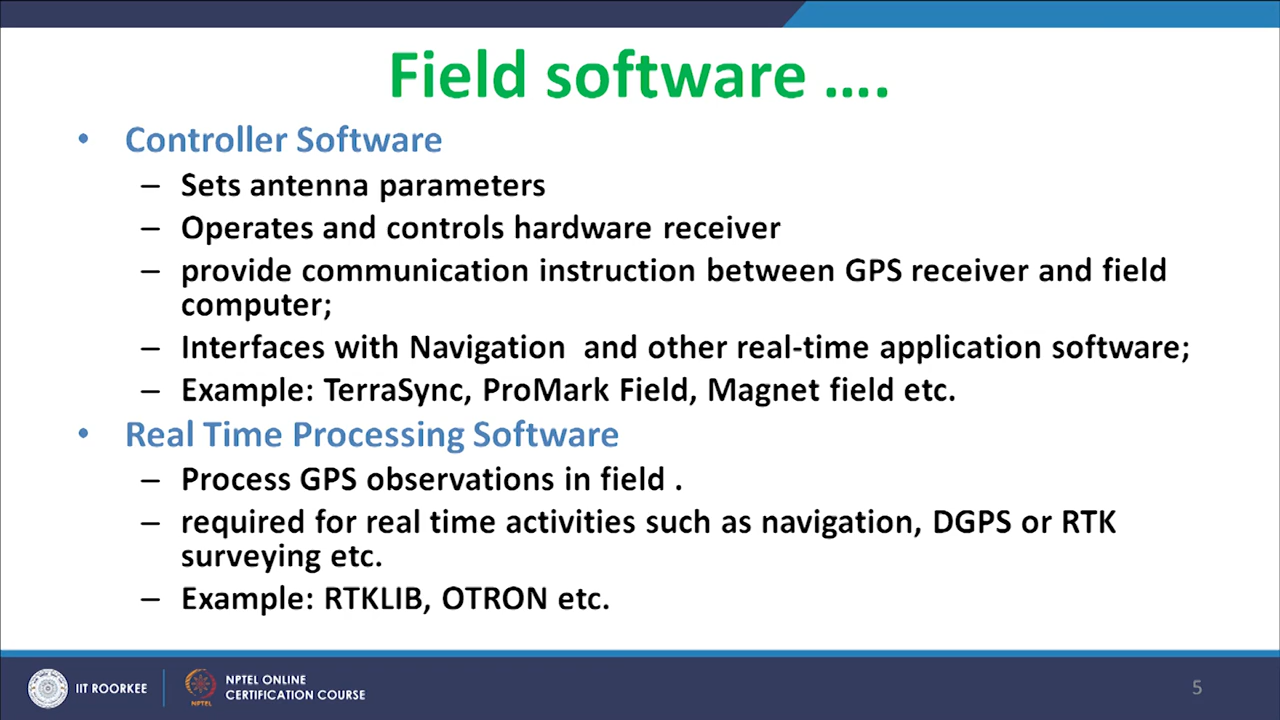 Field software ....
• Controller Software
– Sets antenna parameters
– Operates and controls hardware receiver
– provide communication instruction between GPS receiver and field
computer;
– Interfaces with Navigation and other real-time application software;
– Example: TerraSync, ProMark Field, Magnet field etc.
• Real Time Processing Software
– Process GPS observations in field .
– required for real time activities such as navigation, DGPS or RTK
surveying etc.
– Example: RTKLIB, OTRON etc.
IIT ROORKEE
NPTEL
NPTEL ONLINE
CERTIFICATION COURSE
5